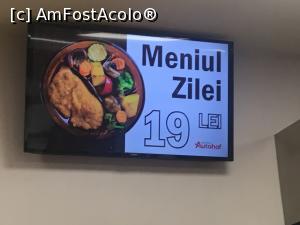 [c] AmFostAcolo®
Meniul
Zilei
19 LEI
Autohof